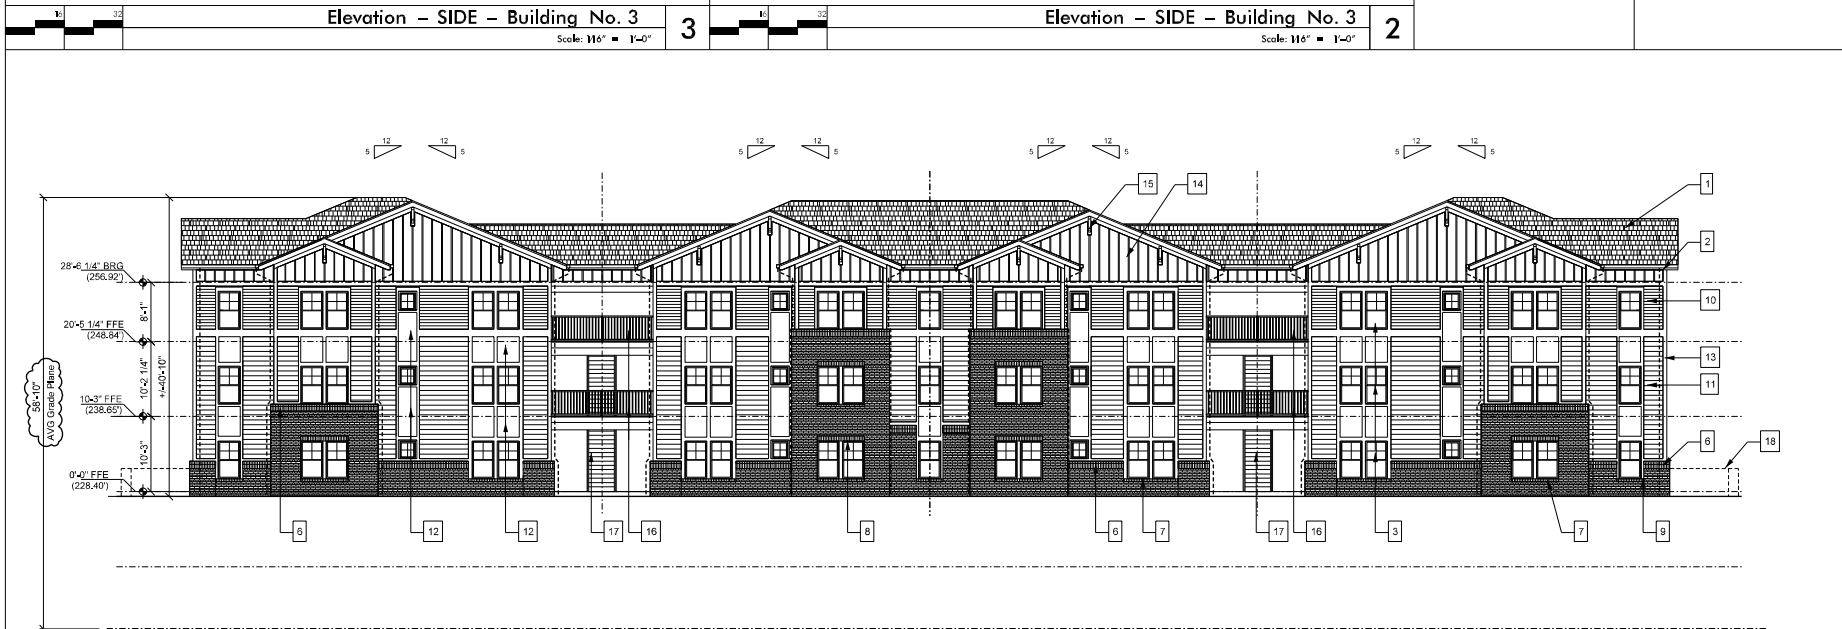 16 32 Elevation – SIDE – Building No. 3 3 16 32 Elevation – SIDE – Building No. 3 2
Scale: 1/16" = 1'-0" Scale: 1/16" = 1'-0"
12 12 12 12 12 12 12 12
5 5 5 5 5 5 5 5
15 14 1
2
28'-6 1/4" BRG
(256.92')
10
8'-1"
20'-5 1/4" FFE
(248.84')
13
11
10'-2 1/4"
+/-40'-10"
58'-10"
AVG Grade Plane
10-3" FFE
(238.65')
6 18
10'-3"
0'-0" FFE
(228.40')
6 12 12 17 16 8 6 7 17 16 3 7 9